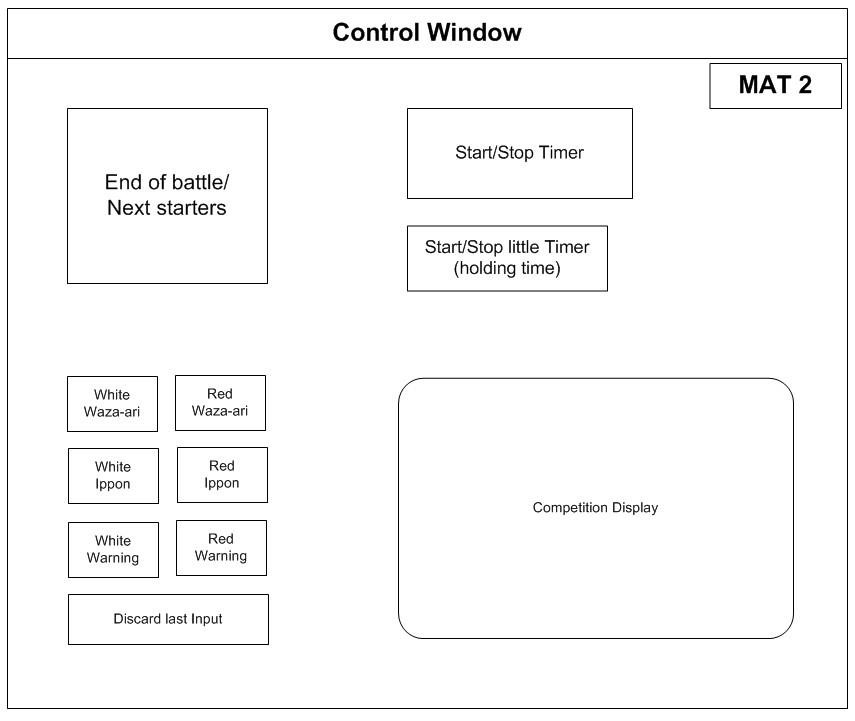 Control Window
MAT 2
End of battle/
Next starters
Start/Stop Timer
Start/Stop little Timer
(holding time)
White
Waza-ari
Red
Waza-ari
White
Ippon
Red
Ippon
White
Warning
Red
Warning
Discard last Input
Competition Display